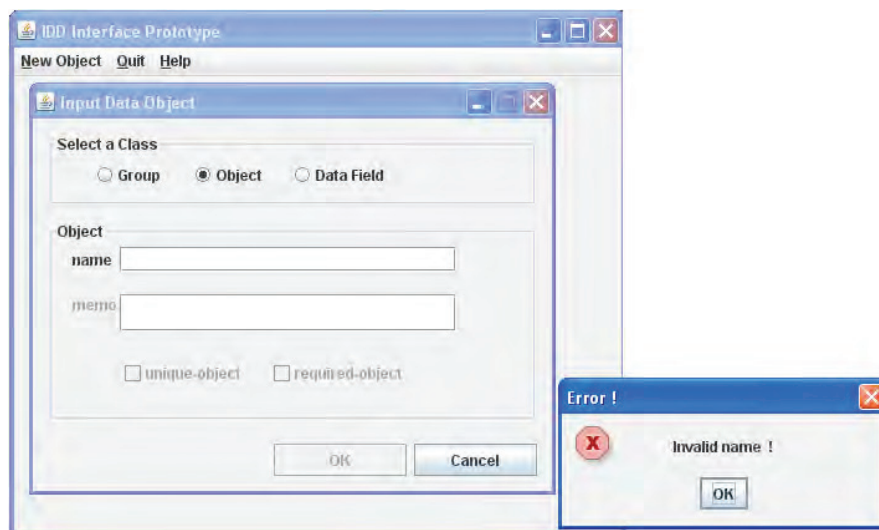 IDD Interface Prototype
New Object Quit Help
Input Data Object
Select a Class
Group Object Data Field
Object
name
memo
unique-object required-object
OK Cancel
Error !
Invalid name !
OK